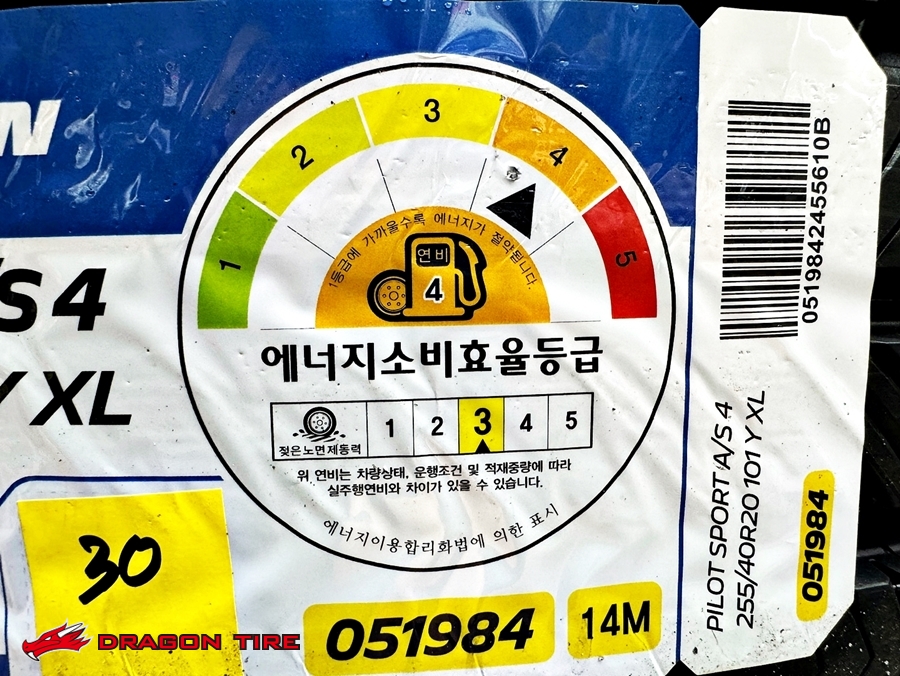 N
/S 4
Y XL
1
2
3
4
5
1등급에 가까울수록 에너지가 절약됩니다.
연비
4
에너지소비효율등급
젖은노면제동력 1 2 3 4 5
위 연비는 차량상태, 운행조건 및 적재중량에 따라
실주행연비와 차이가 있을 수 있습니다.
에너지이용합리화법에 의한 표시
30
DRAGON TIRE
051984
14M
0519842455610B
PILOT SPORT A/S 4
255/40R20 101 Y XL
051984